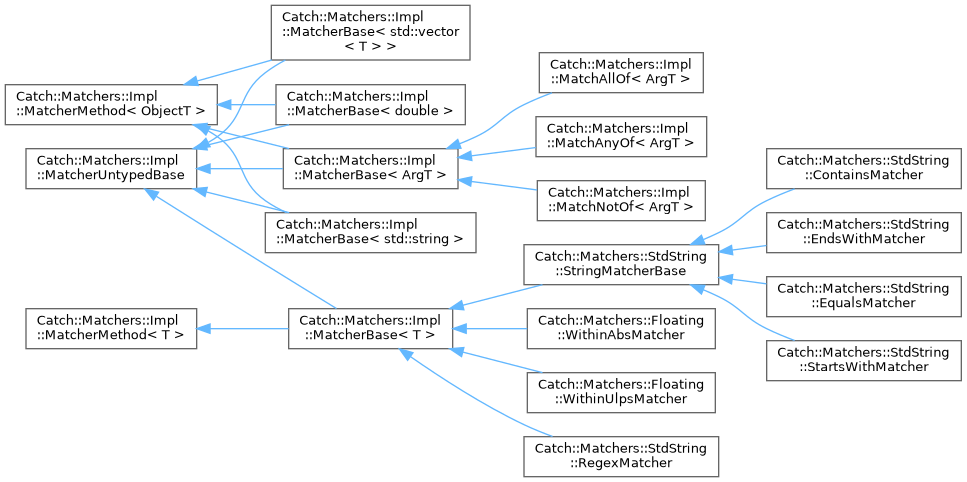 Catch::Matchers::Impl
::MatcherBase< std::vector
< T > >
Catch::Matchers::Impl
::MatcherMethod< ObjectT >
Catch::Matchers::Impl
::MatcherBase< double >
Catch::Matchers::Impl
::MatchAllOf< ArgT >
Catch::Matchers::Impl
::MatchAnyOf< ArgT >
Catch::Matchers::Impl
::MatcherUntypedBase
Catch::Matchers::Impl
::MatcherBase< ArgT >
Catch::Matchers::Impl
::MatchNotOf< ArgT >
Catch::Matchers::StdString
::ContainsMatcher
Catch::Matchers::Impl
::MatcherBase< std::string >
Catch::Matchers::StdString
::EndsWithMatcher
Catch::Matchers::StdString
::StringMatcherBase
Catch::Matchers::StdString
::EqualsMatcher
Catch::Matchers::Impl
::MatcherMethod< T >
Catch::Matchers::Impl
::MatcherBase< T >
Catch::Matchers::Floating
::WithinAbsMatcher
Catch::Matchers::StdString
::StartsWithMatcher
Catch::Matchers::Floating
::WithinUlpsMatcher
Catch::Matchers::StdString
::RegexMatcher